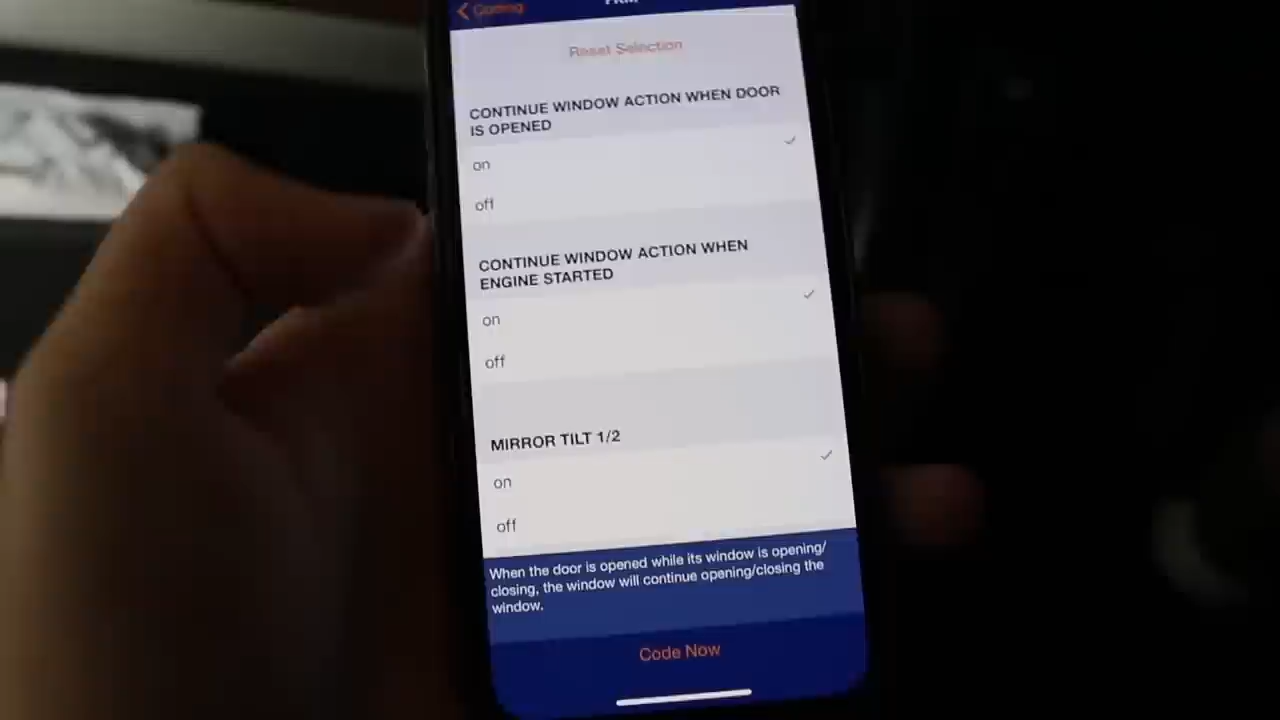 Coding
Reset Selection
CONTINUE WINDOW ACTION WHEN DOOR
IS OPENED
on
off
CONTINUE WINDOW ACTION WHEN
ENGINE STARTED
on
off
MIRROR TILT 1/2
on
off
When the door is opened while its window is opening/
closing, the window will continue opening/closing the
window.
Code Now